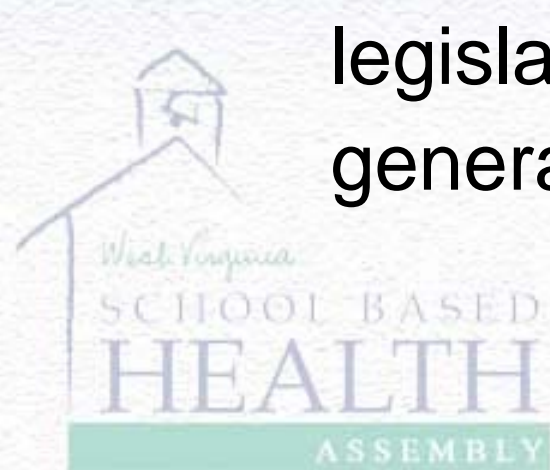 legisla
genera
West Virginia
SCHOOL BASED
HEALTH
ASSEMBLY